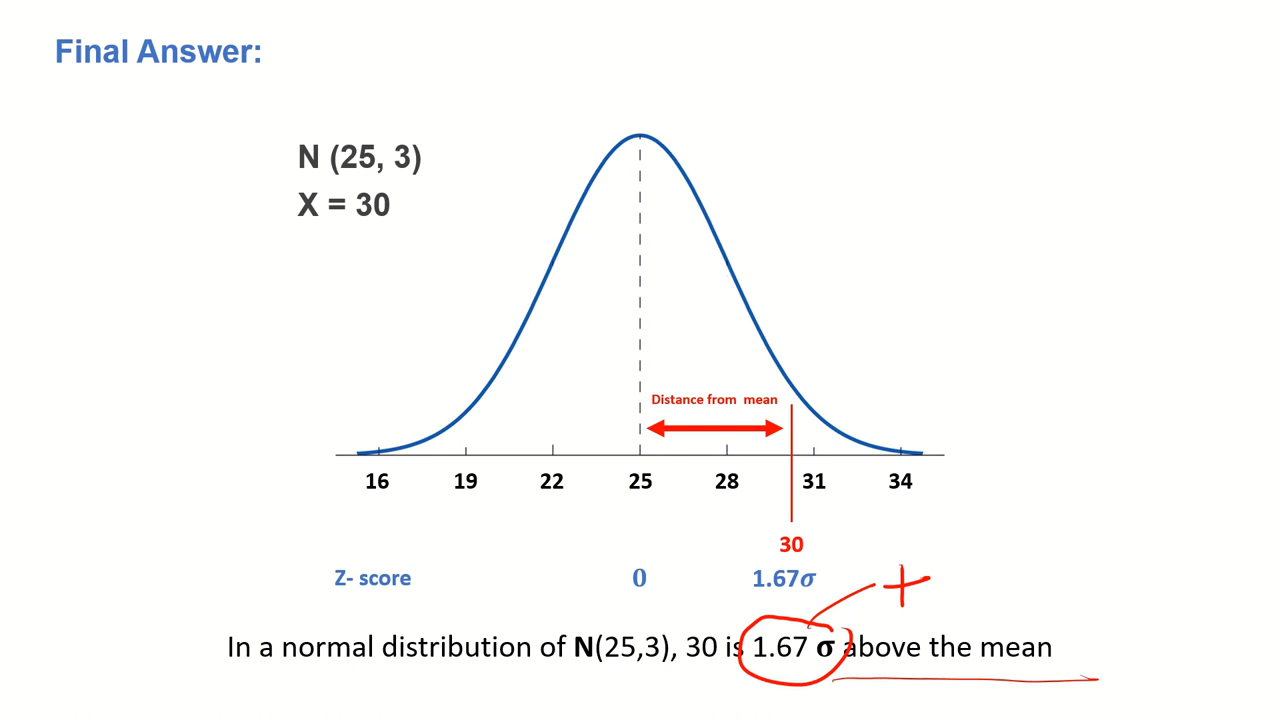 Final Answer:
N (25, 3)
X = 30
Distance from mean
16 19 22 25 28 31 34
30
Z- score 0 1.67σ
+
In a normal distribution of N(25,3), 30 is 1.67 σ above the mean